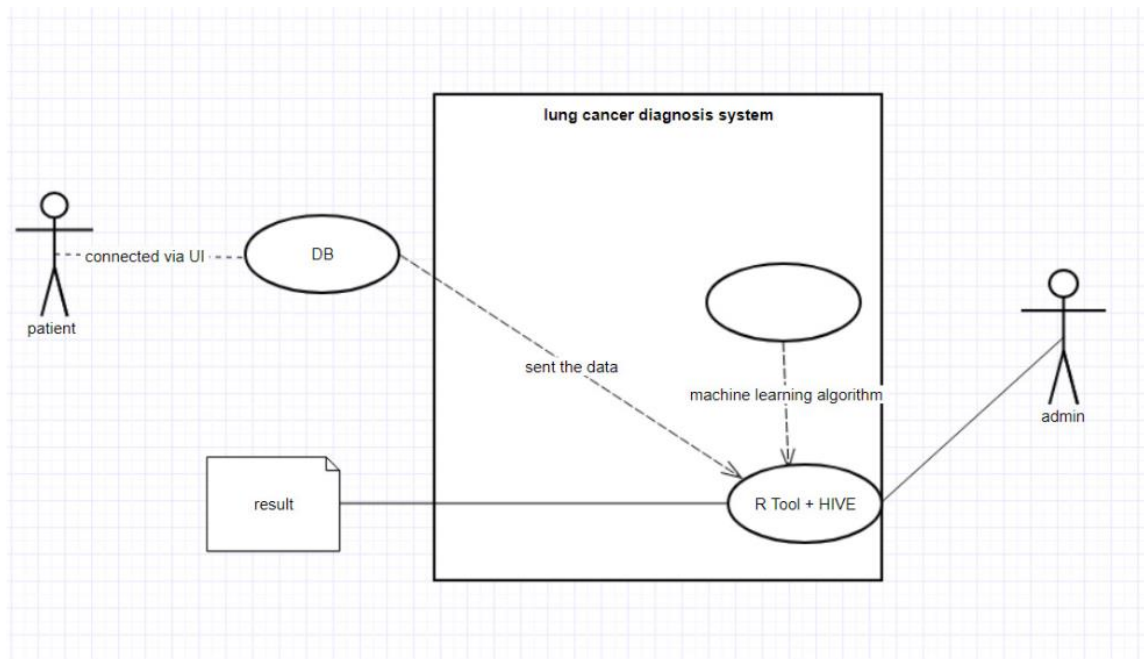 lung cancer diagnosis system
connected via UI
DB
patient
sent the data
machine learning algorithm
admin
result
R Tool + HIVE